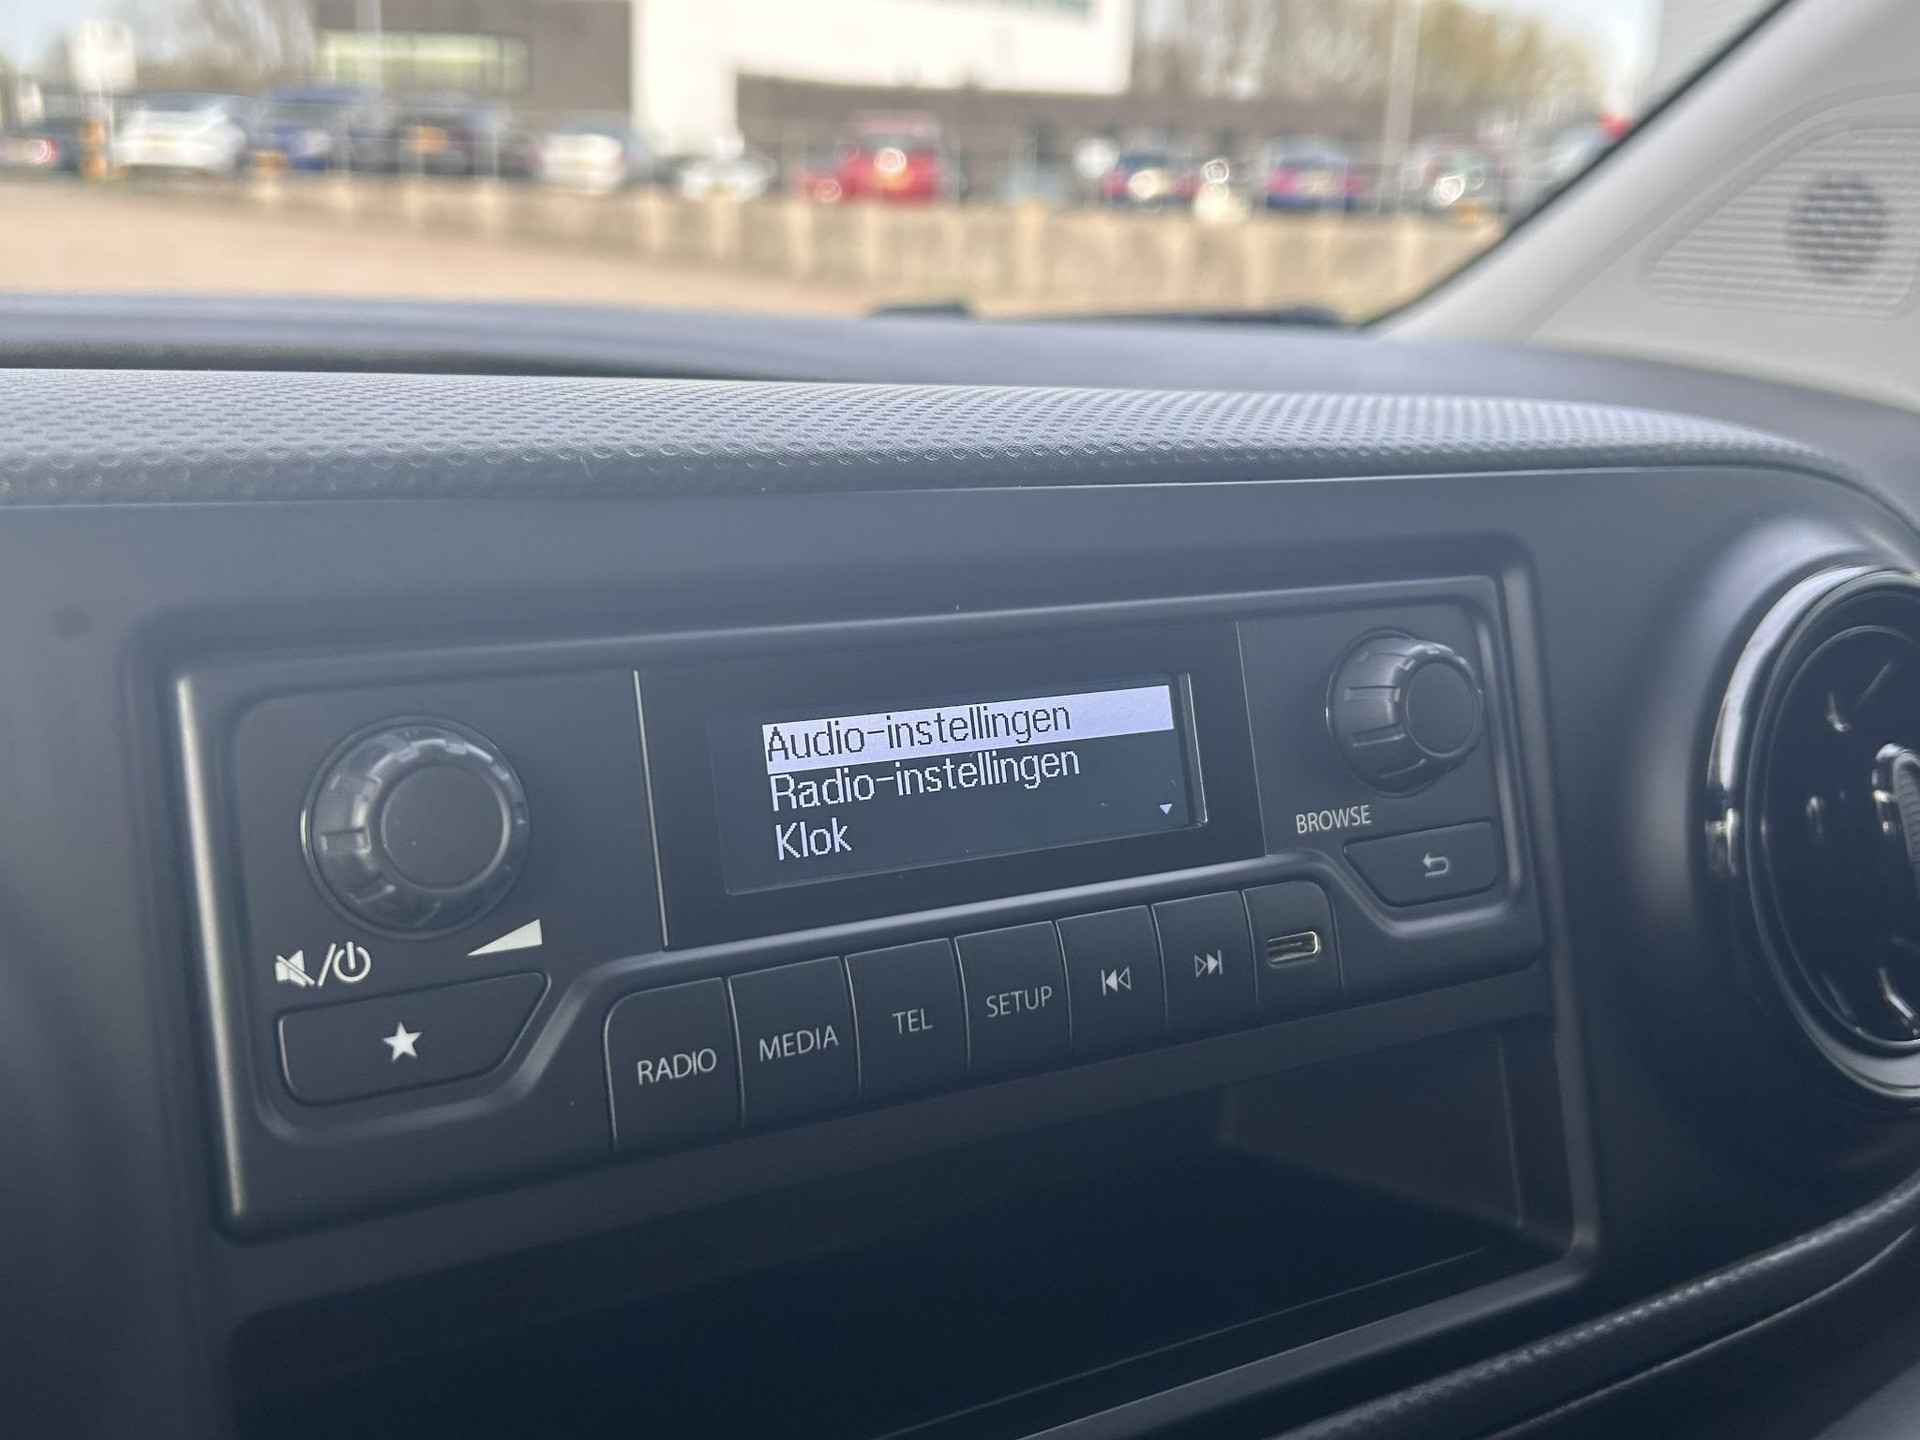 Audio-instellingen
Radio-instellingen
Klok
BROWSE
RADIO
MEDIA
TEL
SETUP